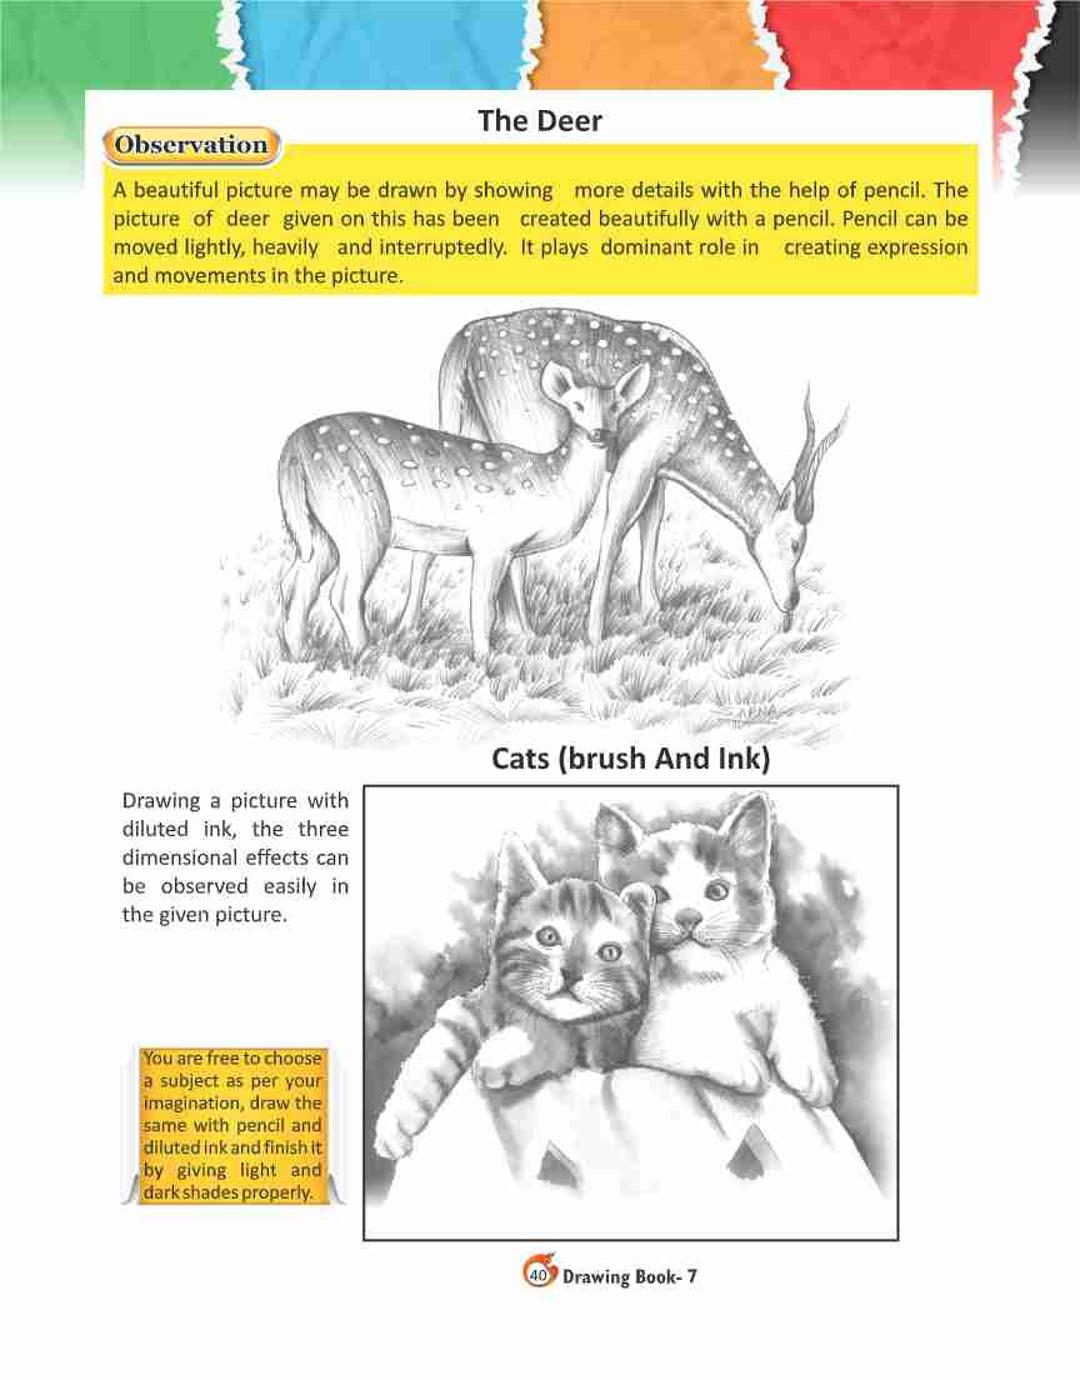 The Deer
Observation
A beautiful picture may be drawn by showing more details with the help of pencil. The
picture of deer given on this has been created beautifully with a pencil. Pencil can be
moved lightly, heavily and interruptedly. It plays dominant role in creating expression
and movements in the picture.
Cats (brush And Ink)
Drawing a picture with
diluted ink, the three
dimensional effects can
be observed easily in
the given picture.
You are free to choose
a subject as per your
imagination, draw the
same with pencil and
diluted ink and finish it
by giving light and
dark shades properly.
40 Drawing Book- 7